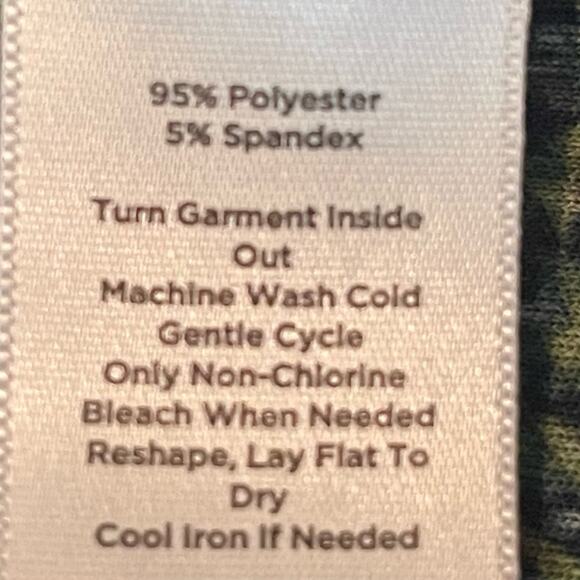 95% Polyester
5% Spandex
Turn Garment Inside
Out
Machine Wash Cold
Gentle Cycle
Only Non-Chlorine
Bleach When Needed
Reshape, Lay Flat To
Dry
Cool Iron If Needed